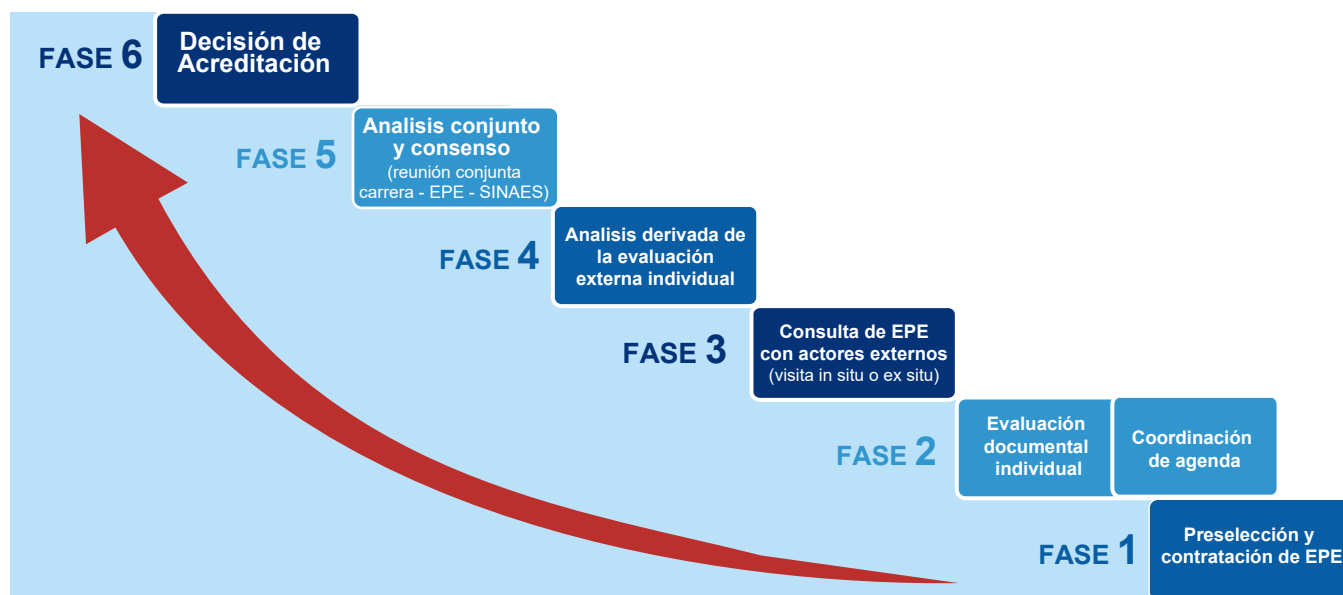 FASE 6
Decisión de
Acreditación
FASE 5
Analisis conjunto
y consenso
(reunión conjunta
carrera - EPE - SINAES)
FASE 4
Analisis derivada de
la evaluación
externa individual
FASE 3
Consulta de EPE
con actores externos
(visita in situ o ex situ)
FASE 2
Evaluación
documental
individual
Coordinación
de agenda
FASE 1
Preselección y
contratación de EPE